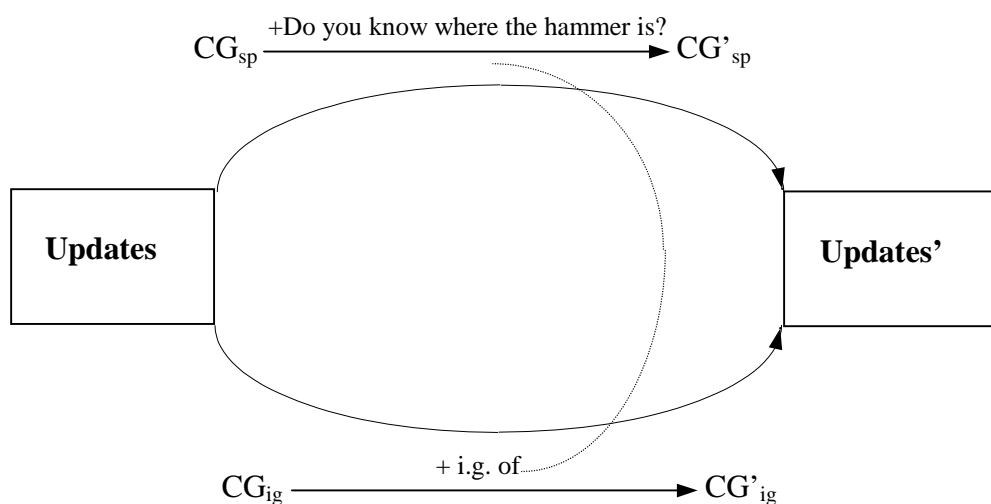 +Do you know where the hammer is?
CGsp CG’sp
Updates Updates’
+ i.g. of
CGig CG’ig